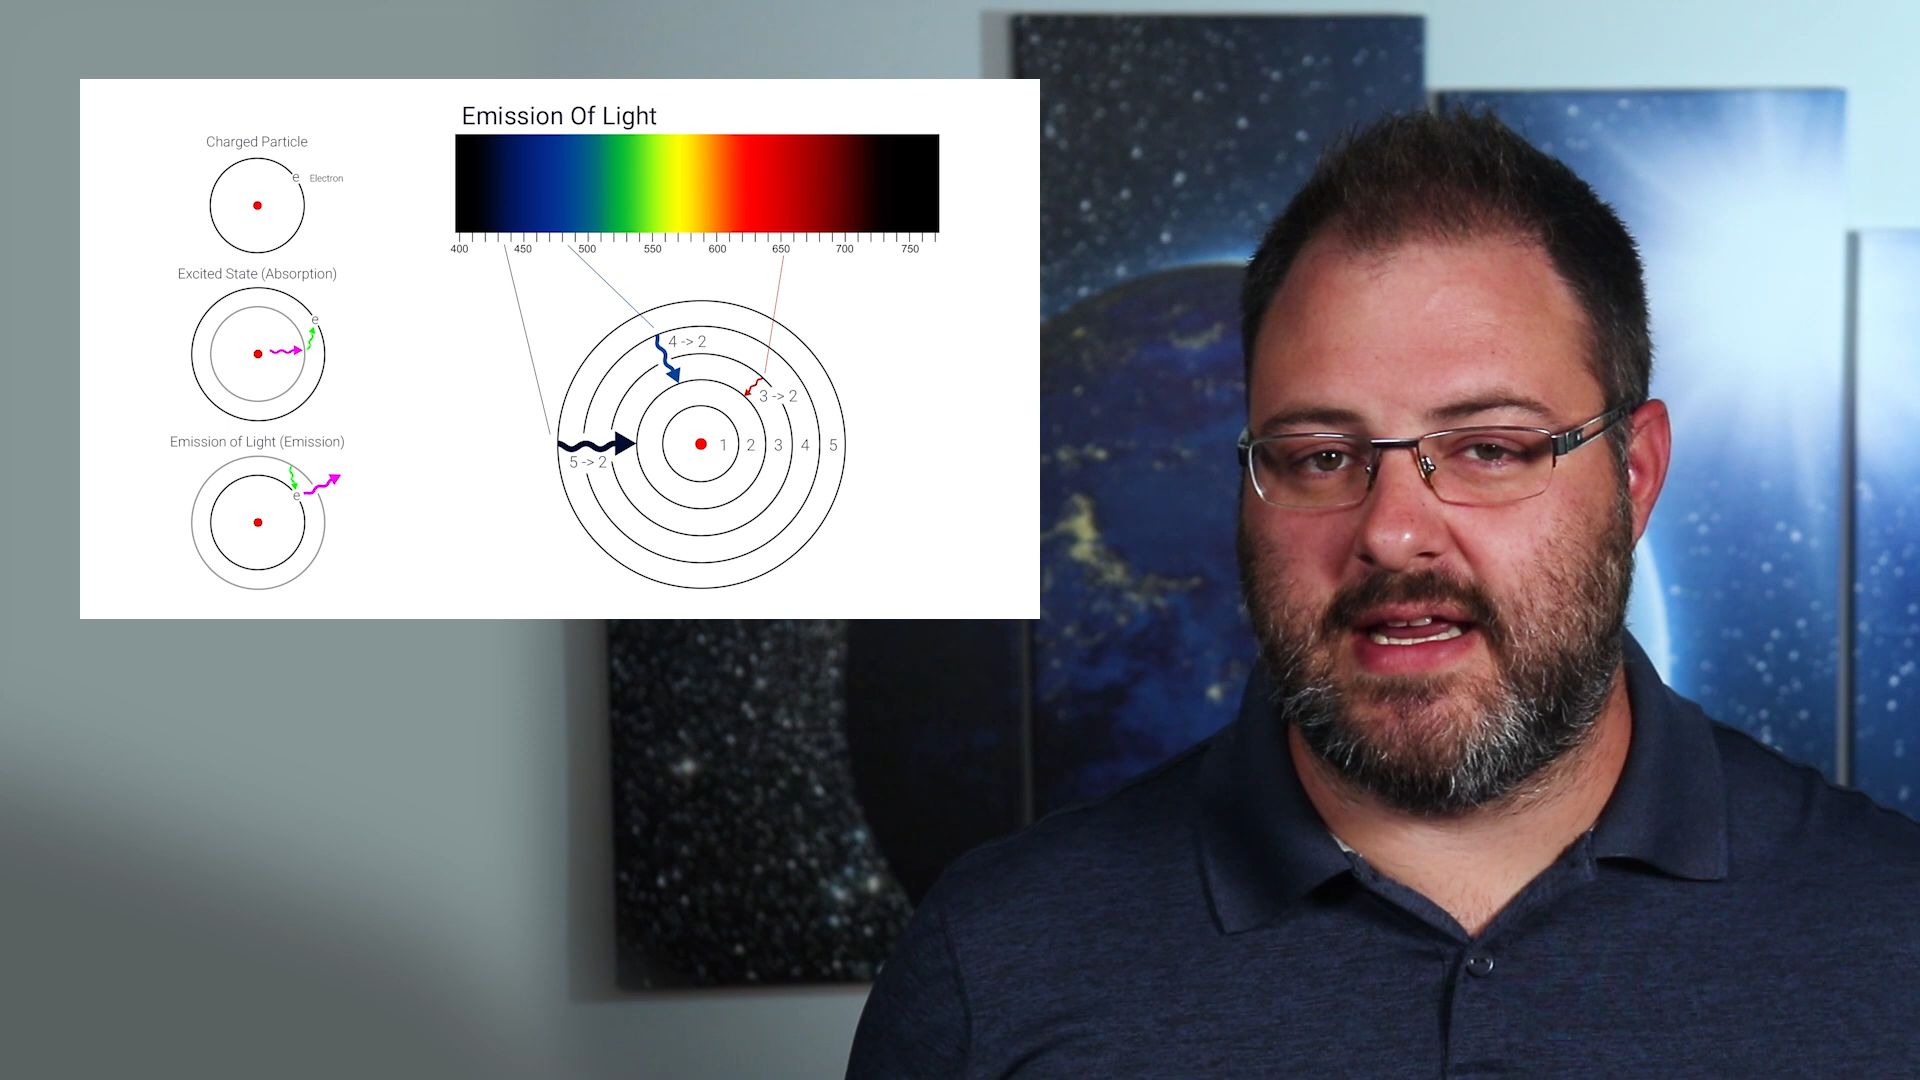 Emission Of Light
Charged Particle
e Electron
Excited State (Absorption)
e
Emission of Light (Emission)
e
400 450 500 550 600 650 700 750
4 -> 2
3 -> 2
1 2 3 4 5
5 -> 2